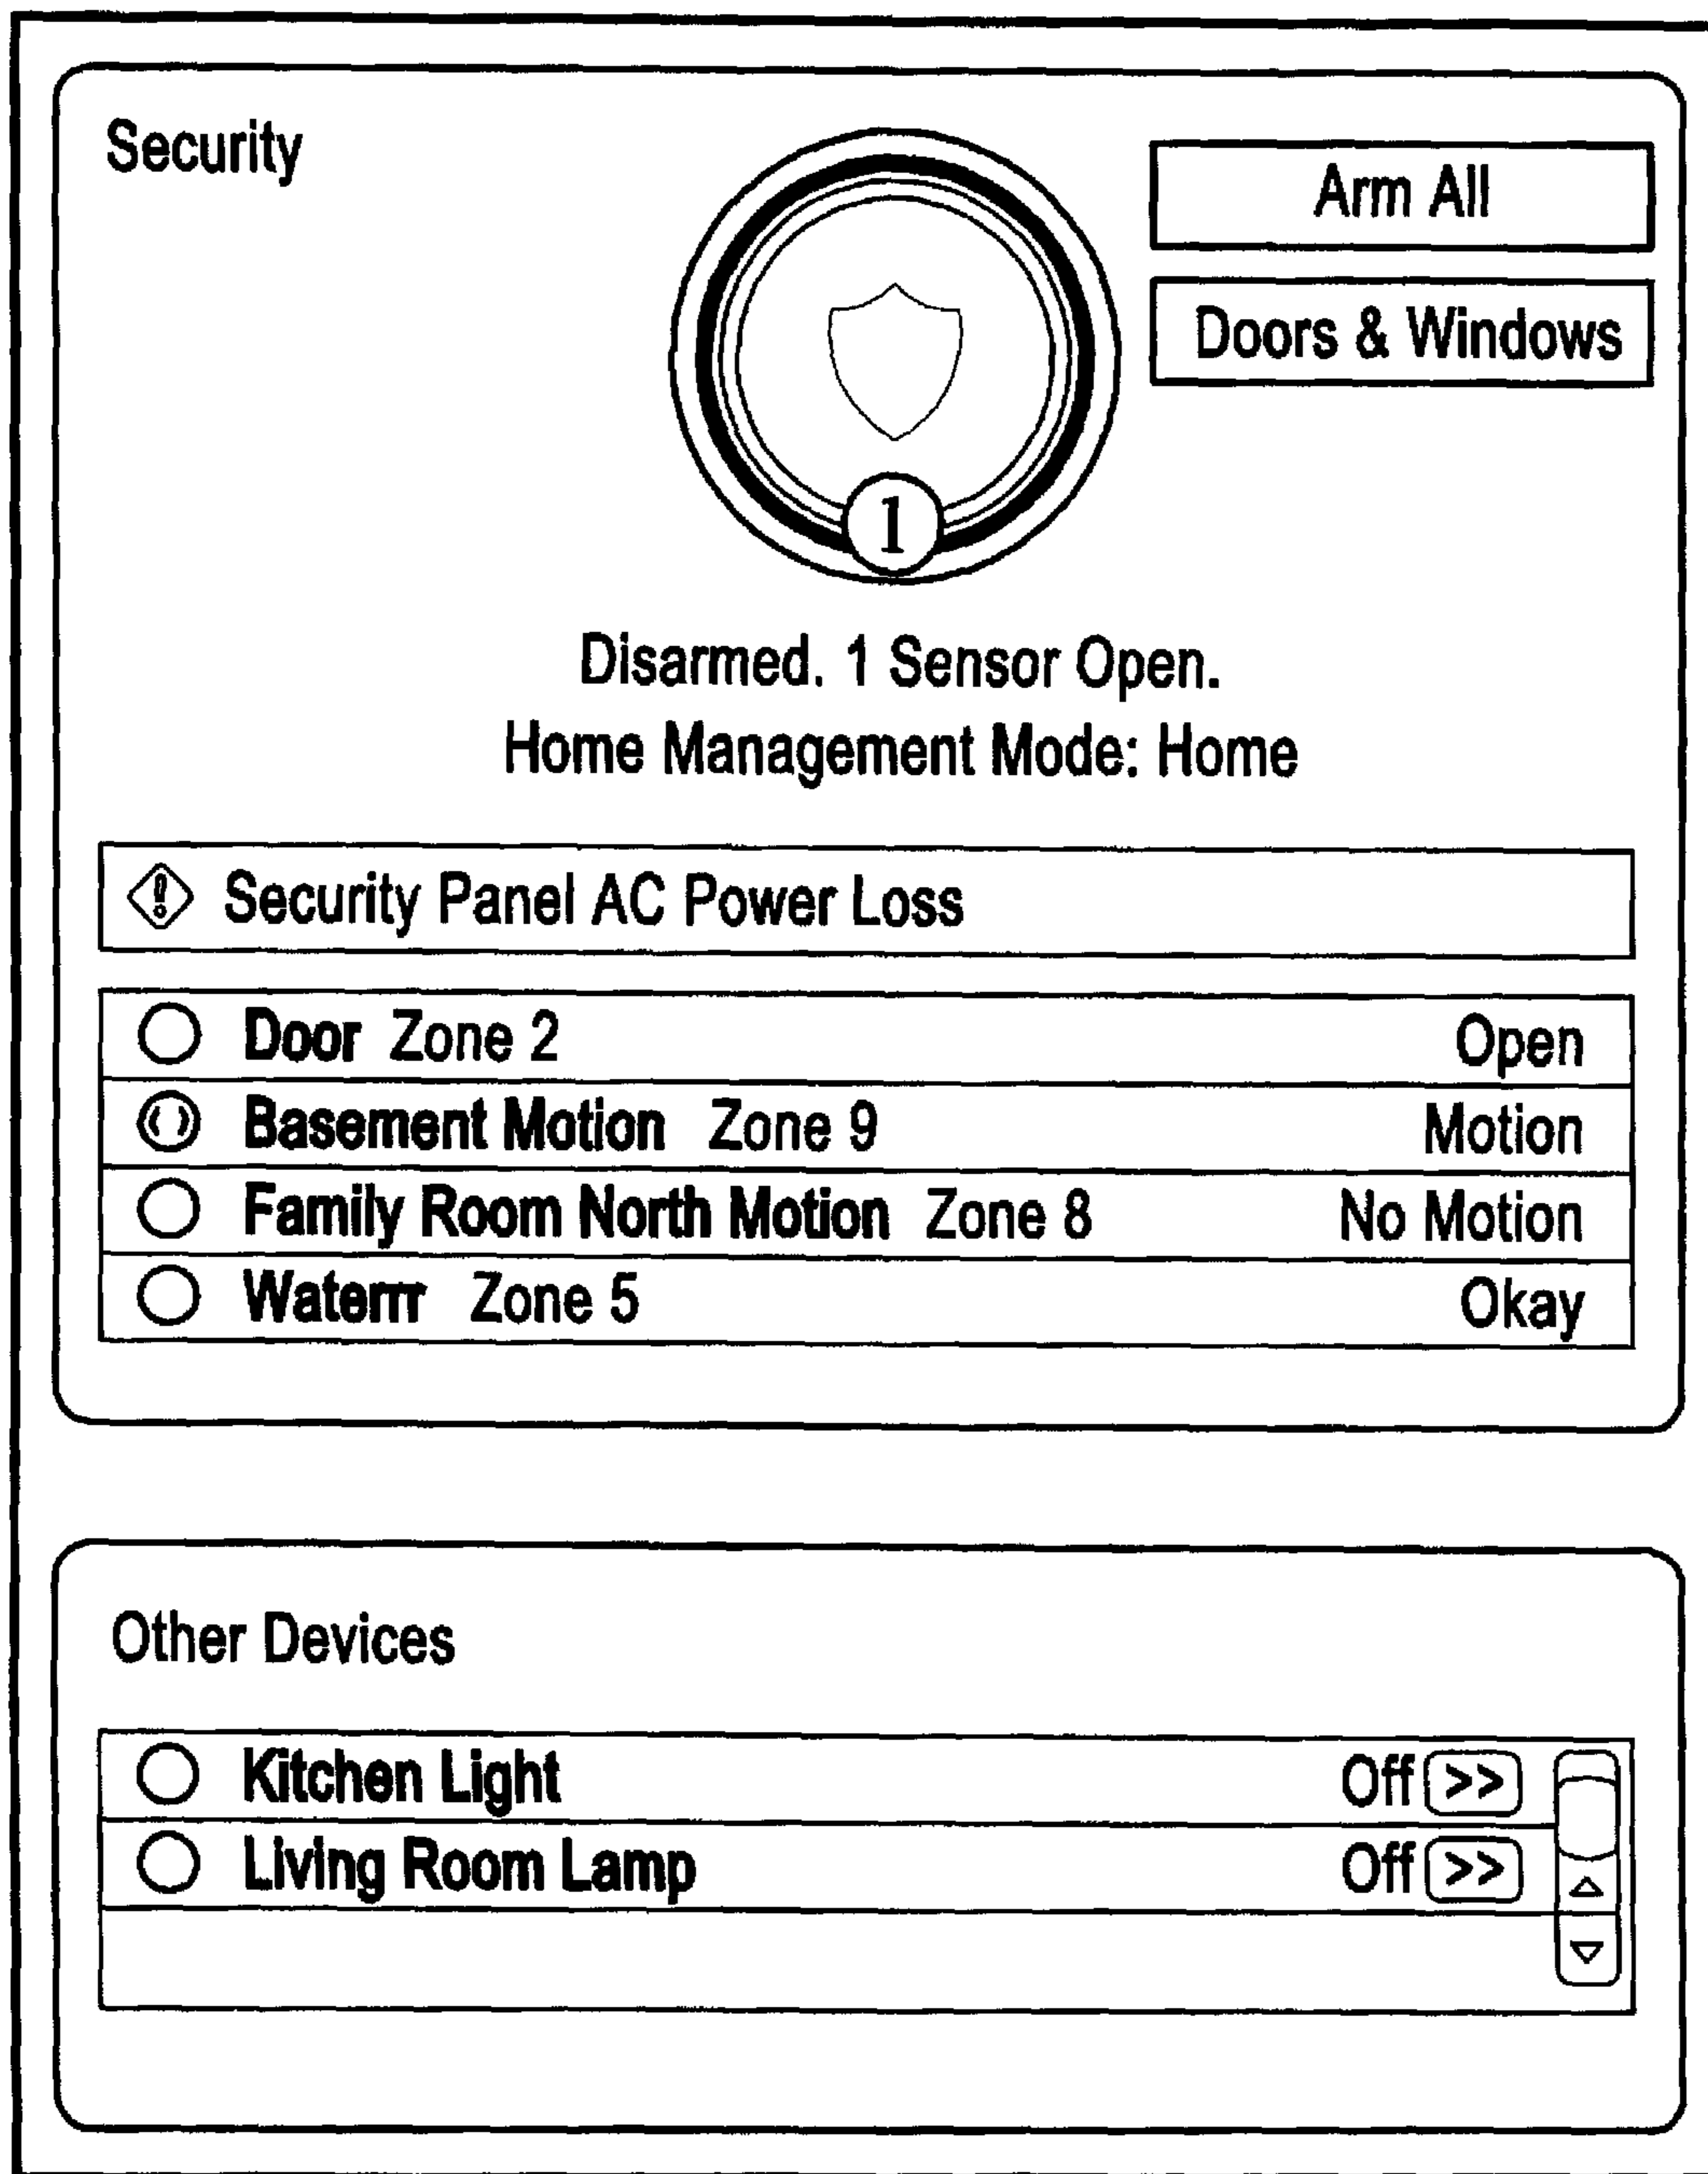 Security
Arm All
Doors & Windows
1
Disarmed. 1 Sensor Open.
Home Management Mode: Home
Security Panel AC Power Loss
Door Zone 2 Open
Basement Motion Zone 9 Motion
Family Room North Motion Zone 8 No Motion
Waterrr Zone 5 Okay
Other Devices
Kitchen Light Off >>
Living Room Lamp Off >>